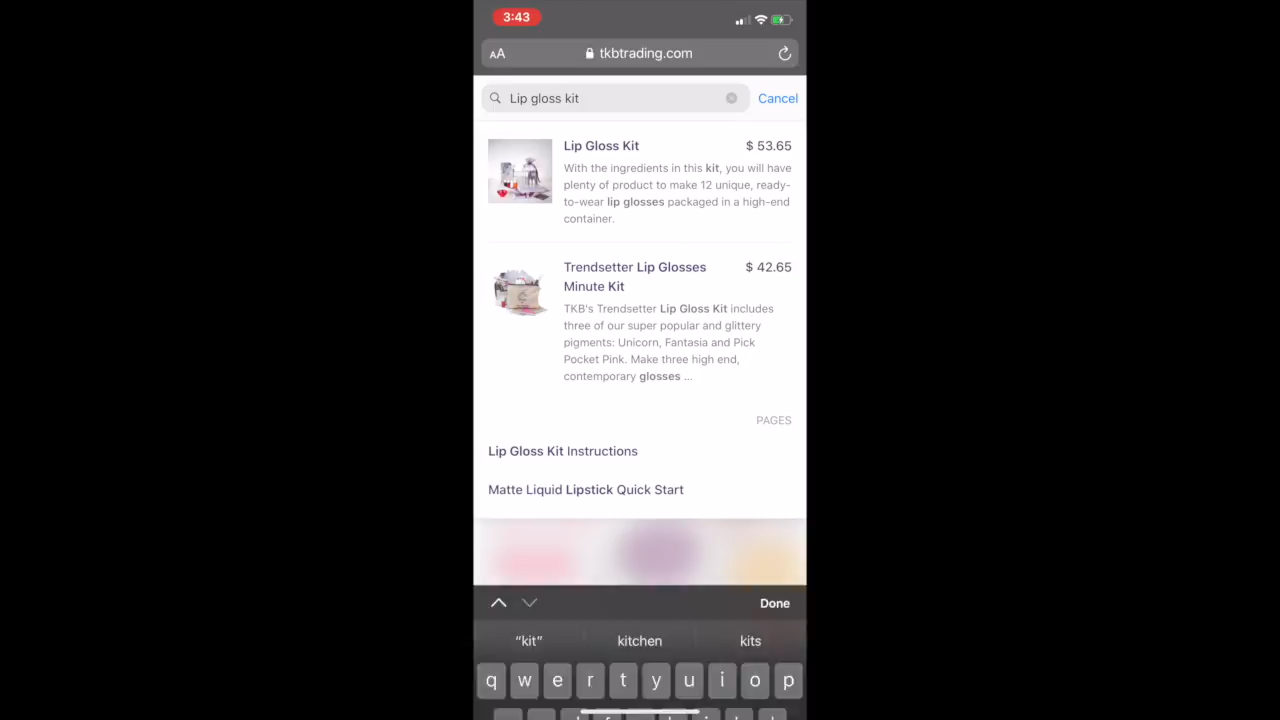 3:43
AA
tkbtrading.com
Lip gloss kit
Cancel
Lip Gloss Kit
$ 53.65
With the ingredients in this kit, you will have
plenty of product to make 12 unique, ready-
to-wear lip glosses packaged in a high-end
container.
Trendsetter Lip Glosses
$ 42.65
Minute Kit
TKB's Trendsetter Lip Gloss Kit includes
three of our super popular and glittery
pigments: Unicorn, Fantasia and Pick
Pocket Pink. Make three high end,
contemporary glosses ...
PAGES
Lip Gloss Kit Instructions
Matte Liquid Lipstick Quick Start
Done
“kit” kitchen kits
q w e r t y u i o p